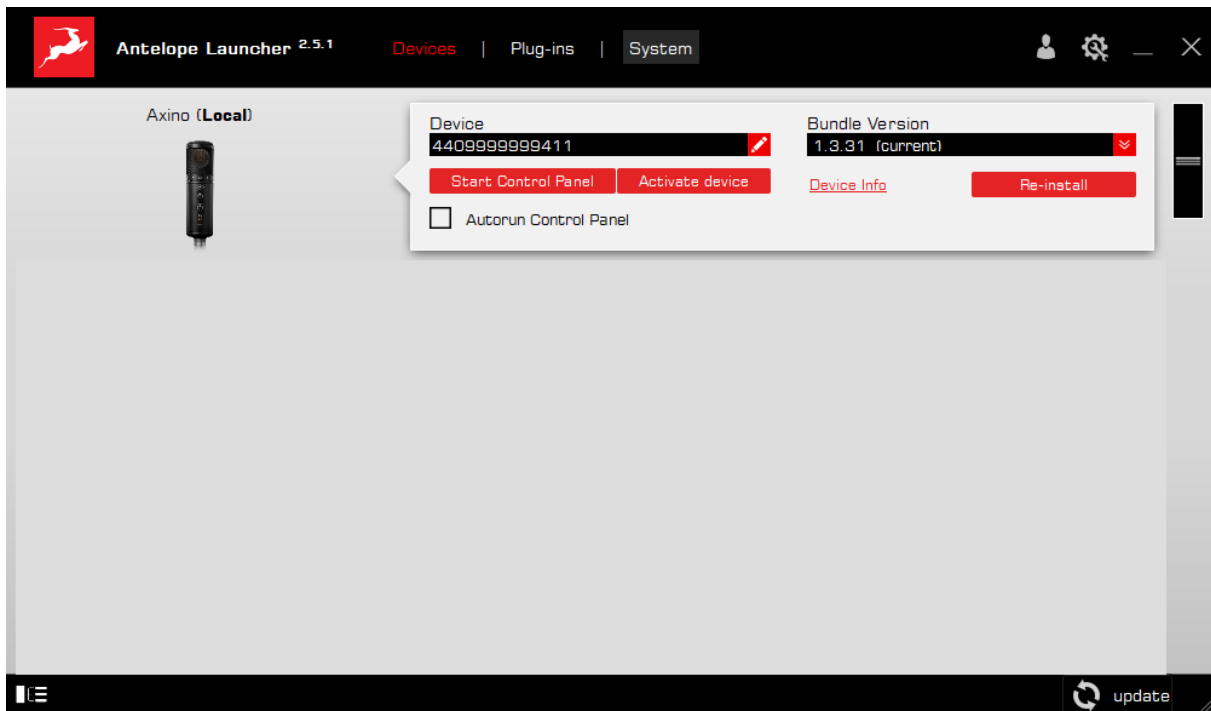 Antelope Launcher 2.5.1 Devices | Plug-ins | System
Axino (Local)
Device
4409999999411
Start Control Panel Activate device
Autorun Control Panel
Bundle Version
1.3.31 (current)
Device Info Re-install
update